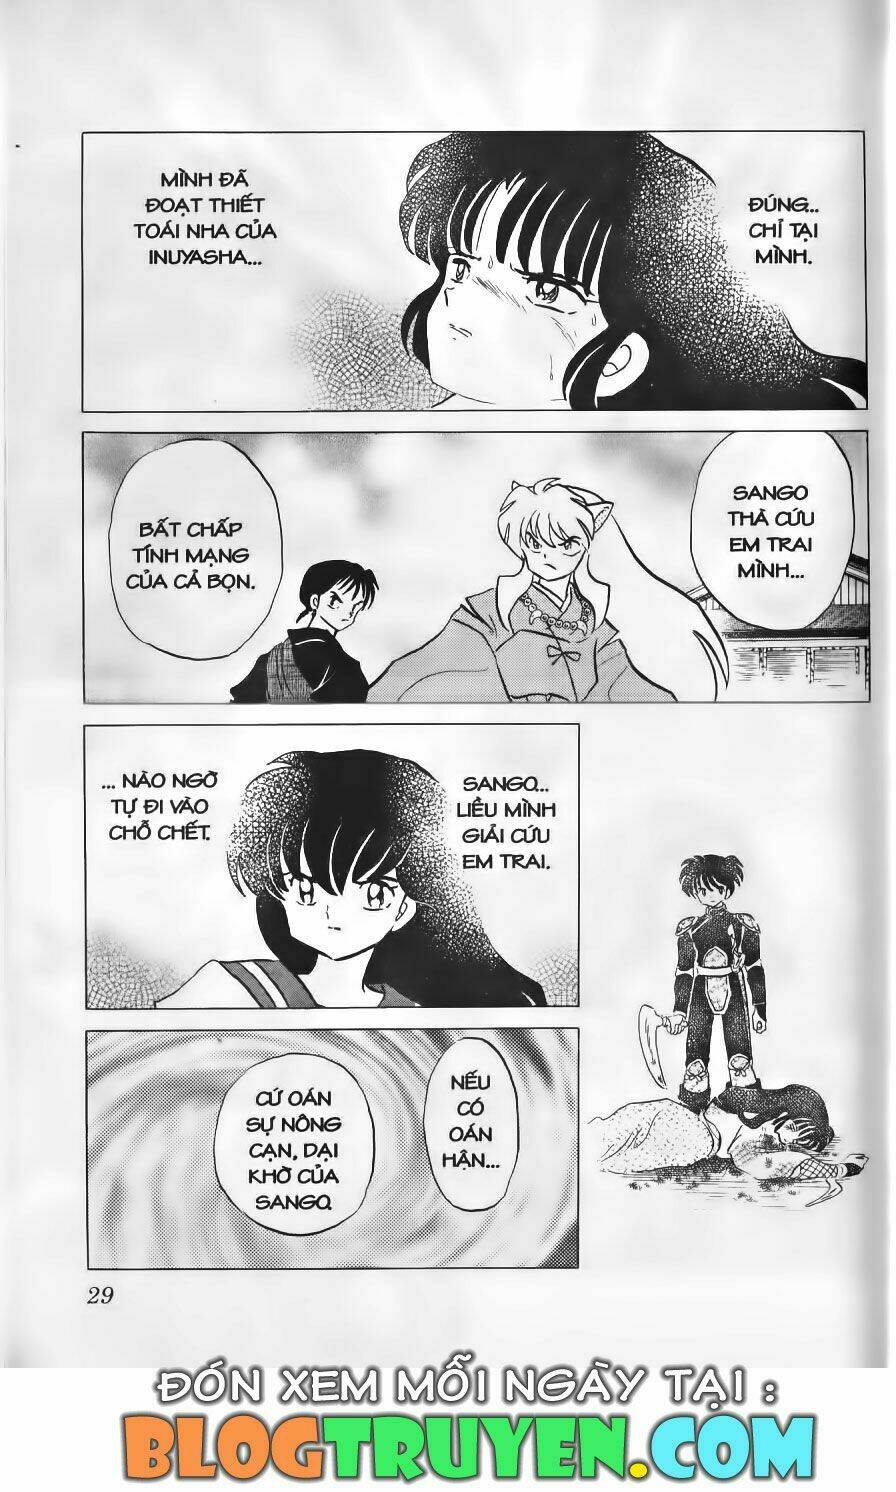 ĐÚNG...
CHỈ TẠI
MÌNH.
MÌNH ĐÃ
ĐOẠT THIẾT
TOÁI NHA CỦA
INUYASHA...
SANGO
THÀ CỨU
EM TRAI
MÌNH...
BẤT CHẤP
TÍNH MẠNG
CỦA CẢ BỌN.
SANGO...
LIỀU MÌNH
GIẢI CỨU
EM TRAI.
... NÀO NGỜ
TỰ ĐI VÀO
CHỖ CHẾT.
NẾU
CÓ
OÁN
HẬN...
CỨ OÁN
SỰ NÔNG
CẠN, DẠI
KHỜ CỦA
SANGO.
29
ĐÓN XEM MỖI NGÀY TẠI :
BLOGTRUYEN.COM